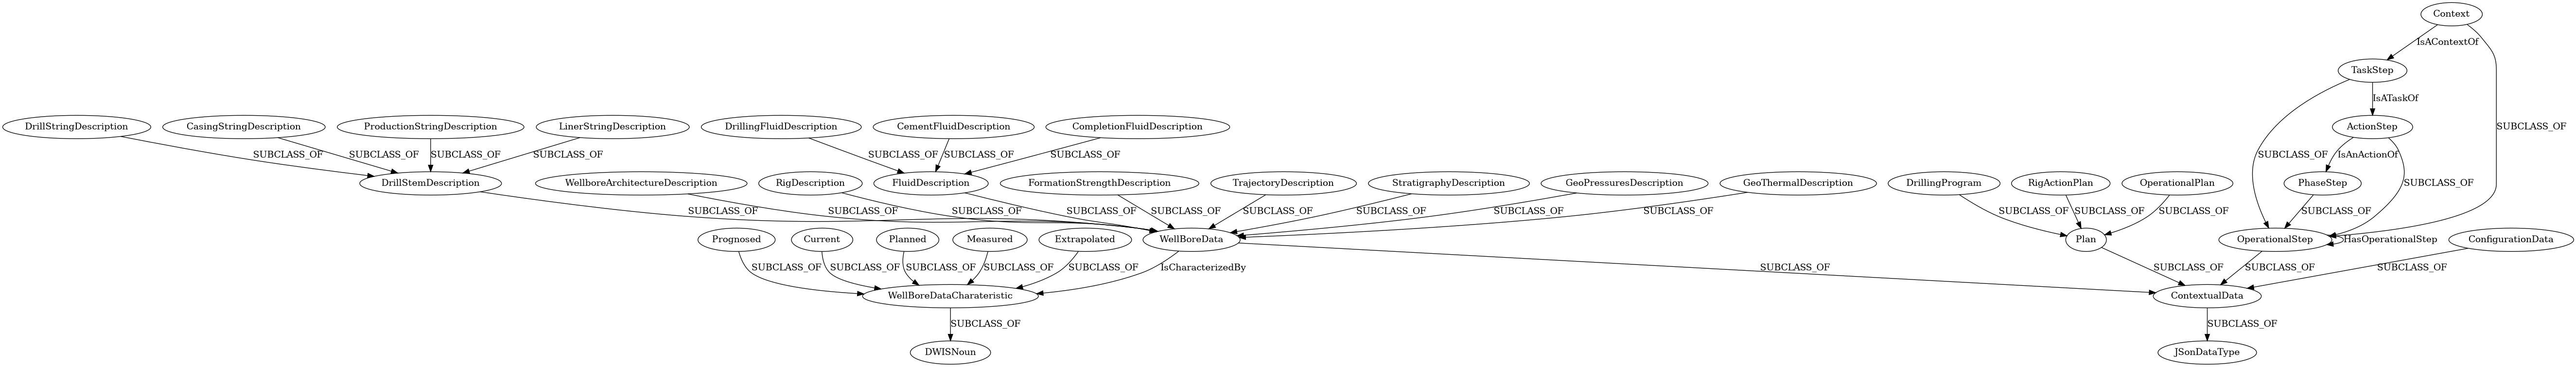 Context
IsAContextOf
TaskStep
IsATaskOf
DrillStringDescription
CasingStringDescription
ProductionStringDescription
LinerStringDescription
DrillingFluidDescription
CementFluidDescription
CompletionFluidDescription
ActionStep
SUBCLASS_OF
SUBCLASS_OF
SUBCLASS_OF
SUBCLASS_OF
SUBCLASS_OF
SUBCLASS_OF
SUBCLASS_OF
SUBCLASS_OF
SUBCLASS_OF
IsAnActionOf
SUBCLASS_OF
DrillStemDescription
WellboreArchitectureDescription
RigDescription
FluidDescription
FormationStrengthDescription
TrajectoryDescription
StratigraphyDescription
GeoPressuresDescription
GeoThermalDescription
DrillingProgram
RigActionPlan
OperationalPlan
PhaseStep
SUBCLASS_OF
SUBCLASS_OF
SUBCLASS_OF
SUBCLASS_OF
SUBCLASS_OF
SUBCLASS_OF
SUBCLASS_OF
SUBCLASS_OF
SUBCLASS_OF
SUBCLASS_OF
SUBCLASS_OF
SUBCLASS_OF
SUBCLASS_OF
SUBCLASS_OF
Prognosed
Current
Planned
Measured
Extrapolated
WellBoreData
Plan
OperationalStep
HasOperationalStep
ConfigurationData
SUBCLASS_OF
SUBCLASS_OF
SUBCLASS_OF
SUBCLASS_OF
SUBCLASS_OF
IsCharacterizedBy
SUBCLASS_OF
SUBCLASS_OF
SUBCLASS_OF
SUBCLASS_OF
WellBoreDataCharateristic
ContextualData
SUBCLASS_OF
SUBCLASS_OF
DWISNoun
JSonDataType